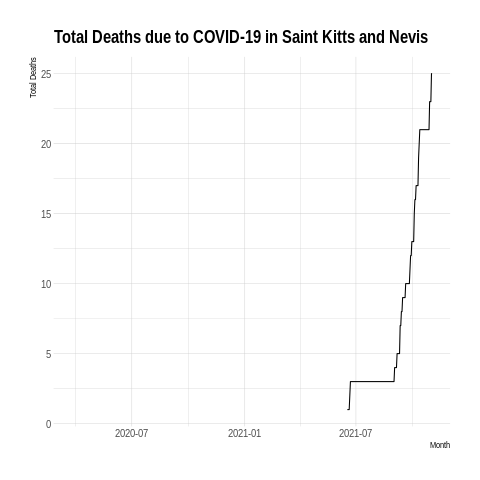 Total Deaths due to COVID-19 in Saint Kitts and Nevis
Total Deaths
25
20
15
10
5
0
2020-07 2021-01 2021-07
Month